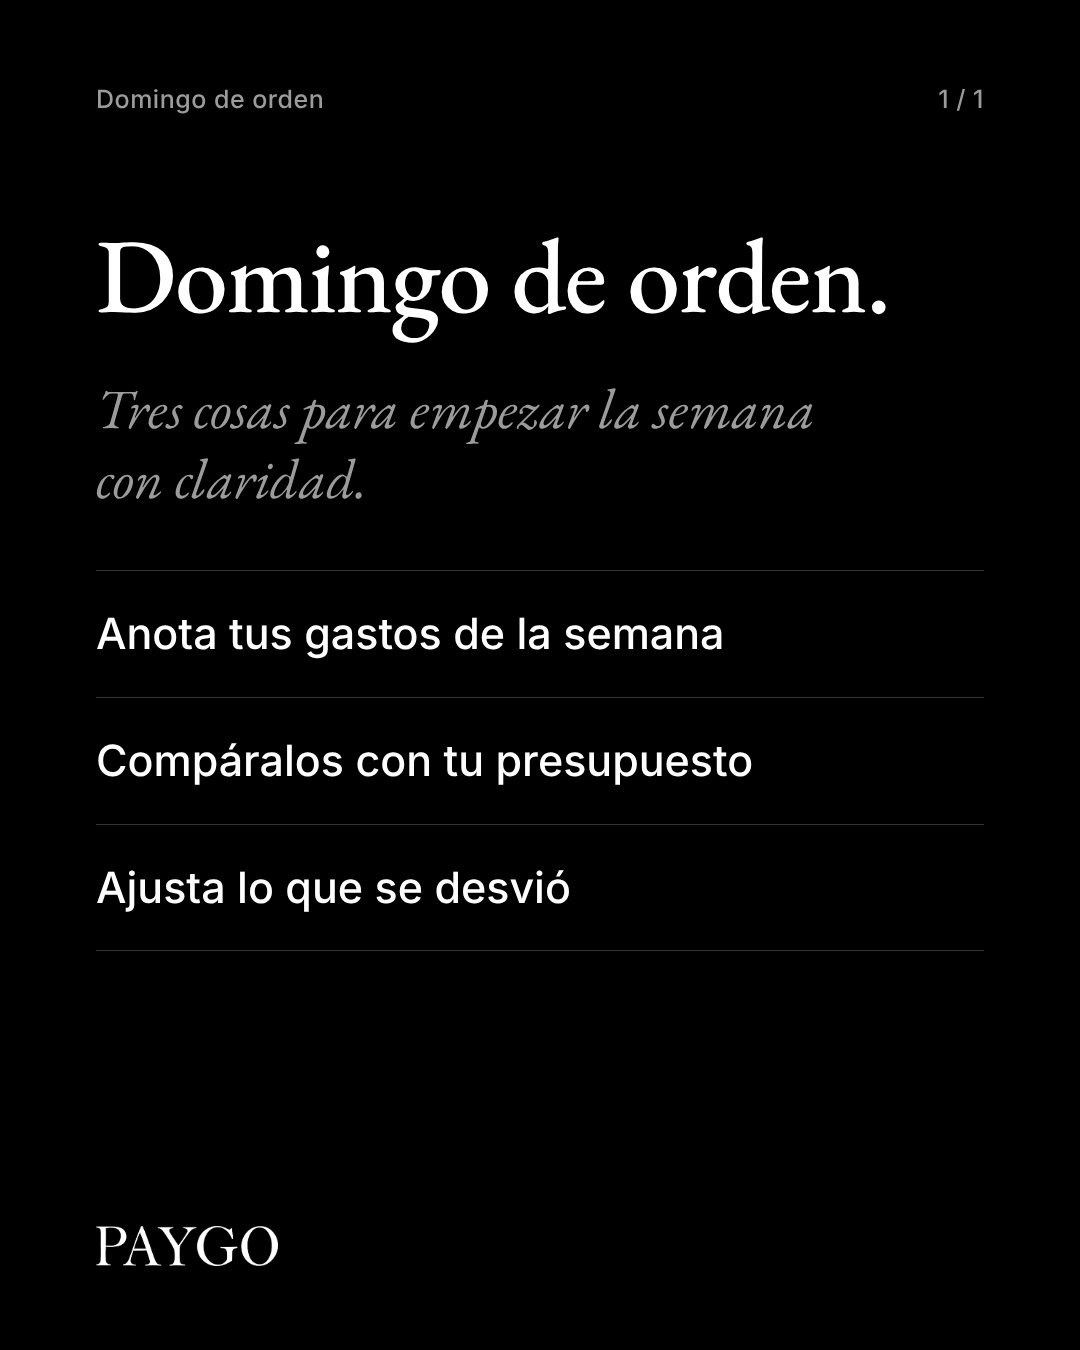 Domingo de orden
1 / 1
Domingo de orden.
Tres cosas para empezar la semana
con claridad.
Anota tus gastos de la semana
Compáralos con tu presupuesto
Ajusta lo que se desvió
PAYGO